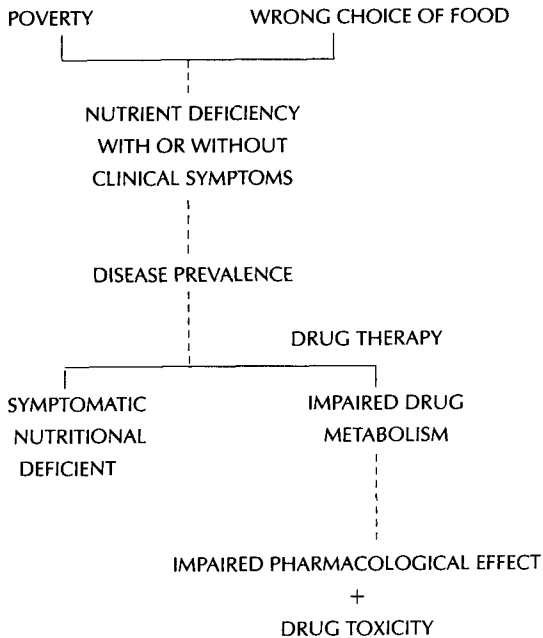 POVERTY
WRONG CHOICE OF FOOD
NUTRIENT DEFICIENCY
WITH OR WITHOUT
CLINICAL SYMPTOMS
DISEASE PREVALENCE
DRUG THERAPY
SYMPTOMATIC
NUTRITIONAL
DEFICIENT
IMPAIRED DRUG
METABOLISM
IMPAIRED PHARMACOLOGICAL EFFECT
+
DRUG TOXICITY